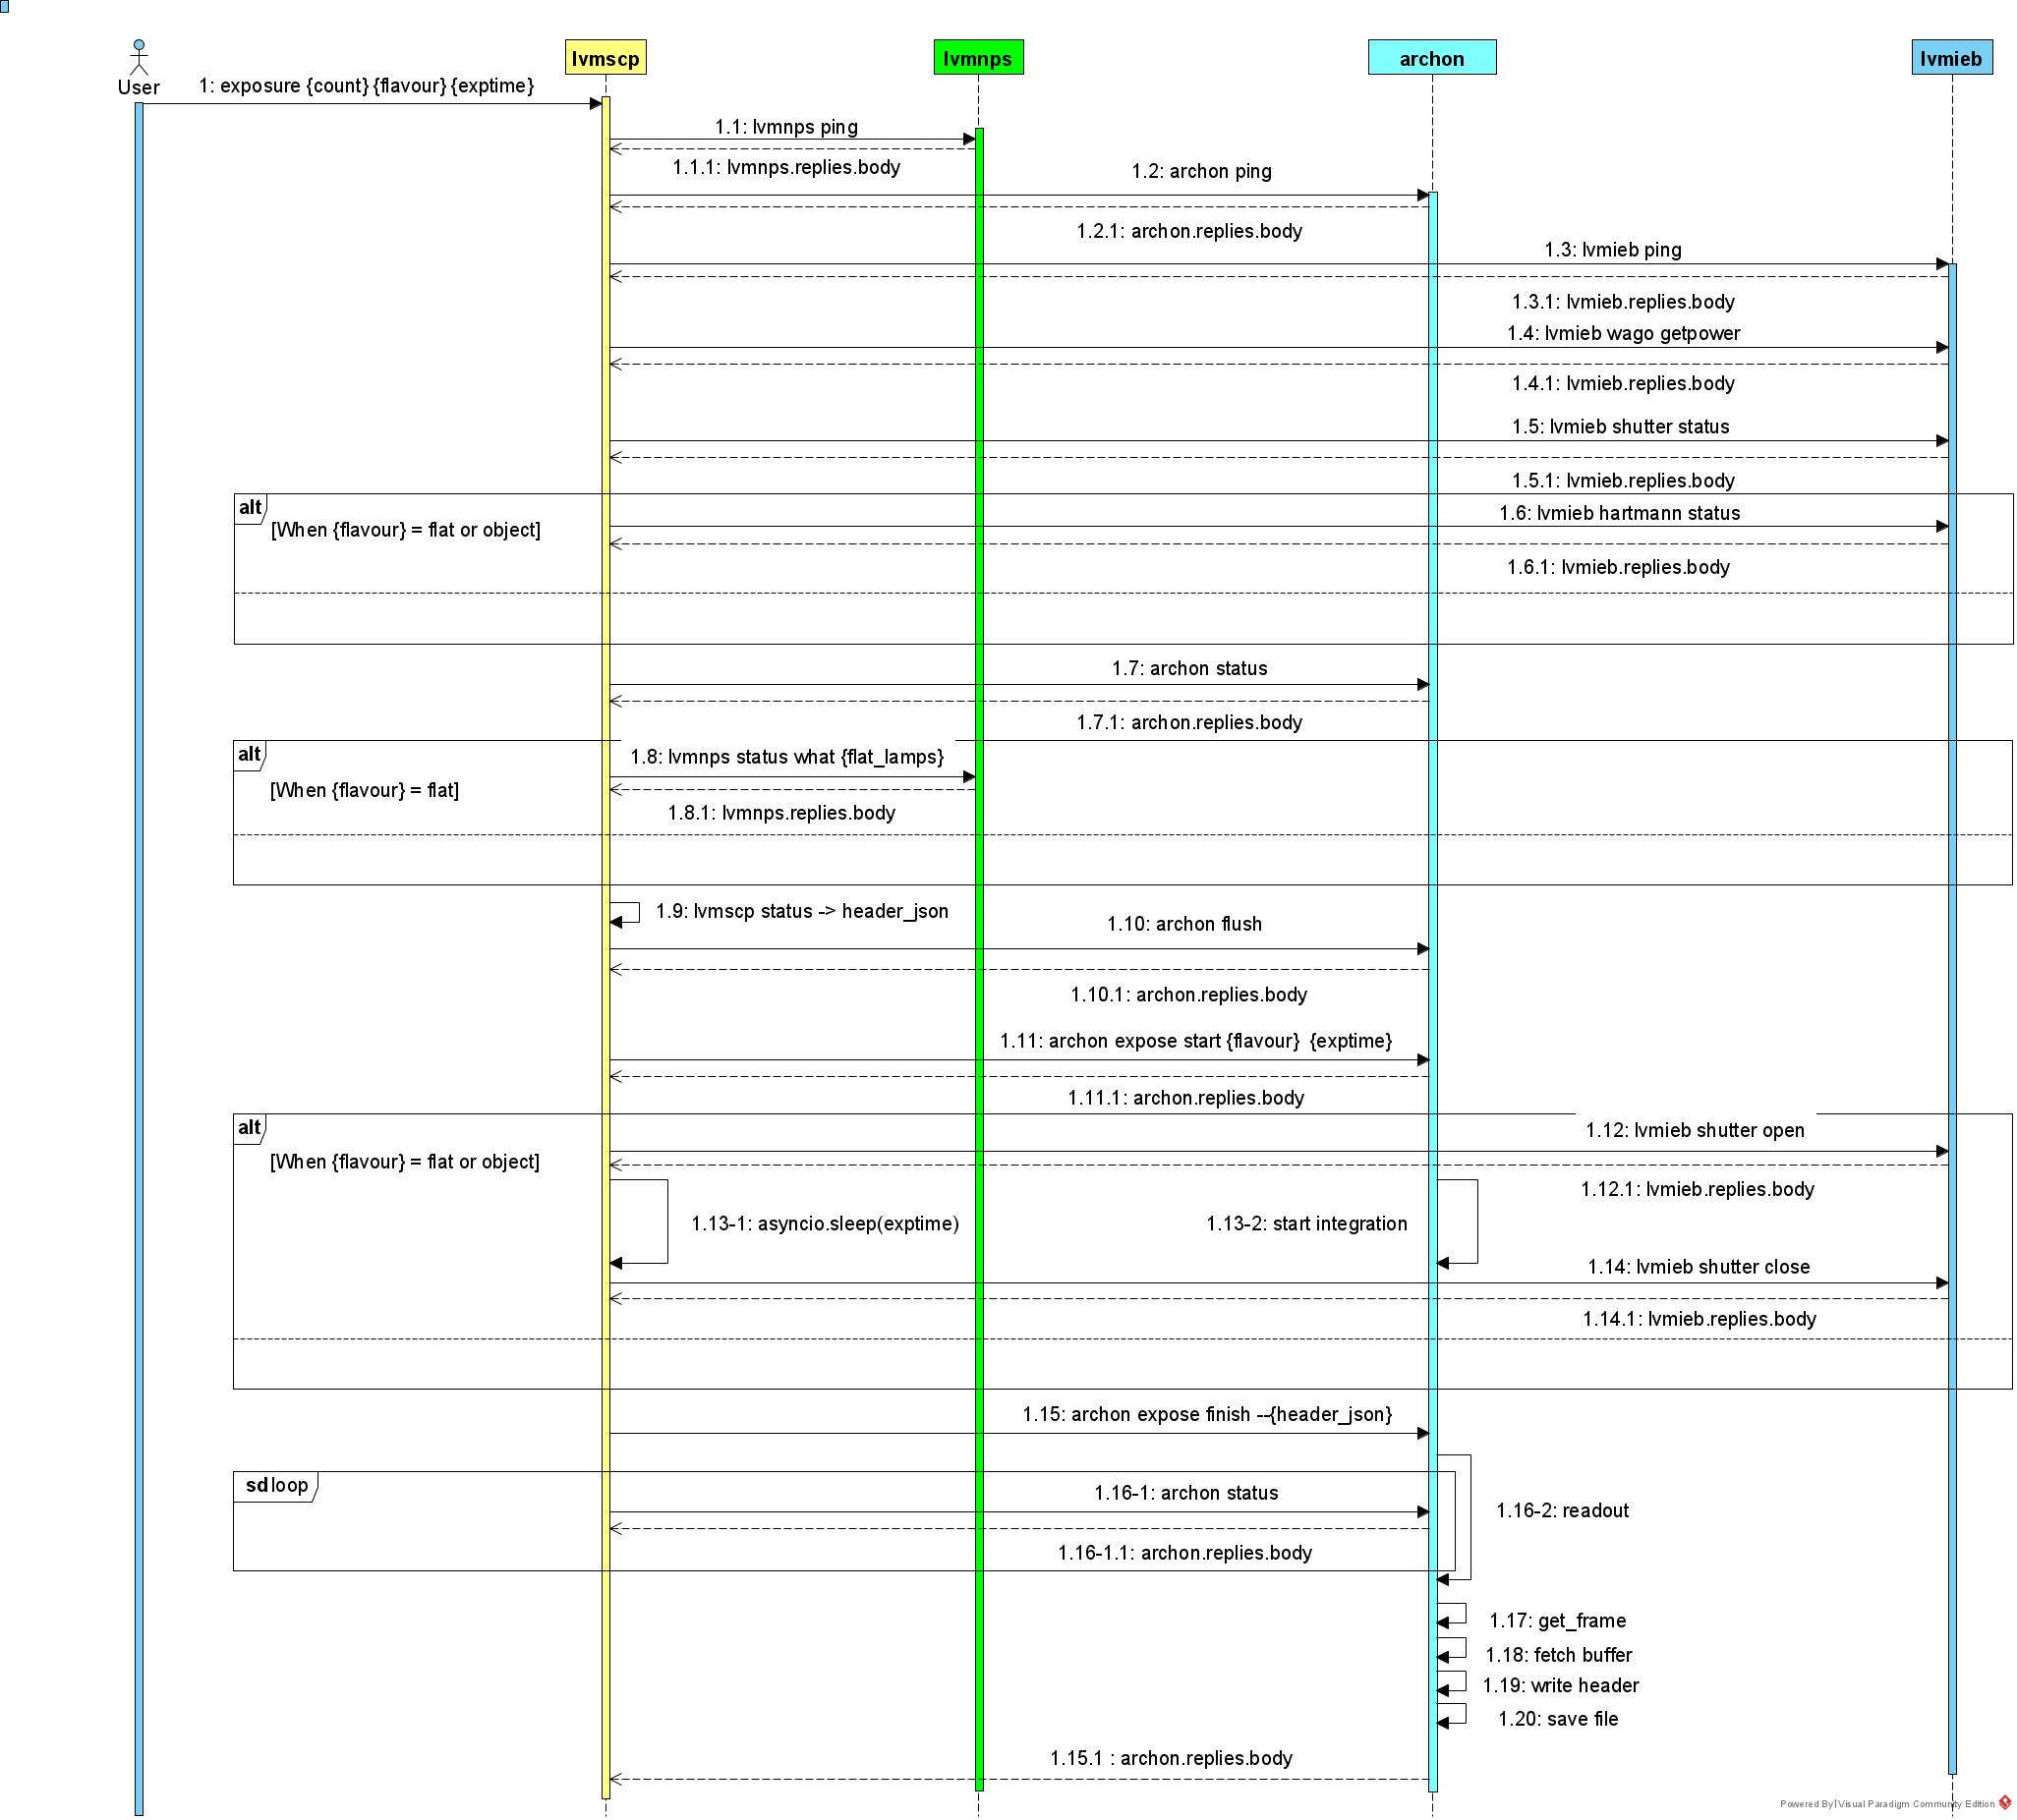 User
lvmscp
lvmnps
archon
lvmieb
1: exposure {count} {flavour} {exptime}
1.1: lvmnps ping
1.1.1: lvmnps.replies.body
1.2: archon ping
1.2.1: archon.replies.body
1.3: lvmieb ping
1.3.1: lvmieb.replies.body
1.4: lvmieb wago getpower
1.4.1: lvmieb.replies.body
1.5: lvmieb shutter status
1.5.1: lvmieb.replies.body
alt
[When {flavour} = flat or object]
1.6: lvmieb hartmann status
1.6.1: lvmieb.replies.body
1.7: archon status
1.7.1: archon.replies.body
alt
[When {flavour} = flat]
1.8: lvmnps status what {flat_lamps}
1.8.1: lvmnps.replies.body
1.9: lvmscp status -> header_json
1.10: archon flush
1.10.1: archon.replies.body
1.11: archon expose start {flavour} {exptime}
1.11.1: archon.replies.body
alt
[When {flavour} = flat or object]
1.12: lvmieb shutter open
1.12.1: lvmieb.replies.body
1.13-1: asyncio.sleep(exptime)
1.13-2: start integration
1.14: lvmieb shutter close
1.14.1: lvmieb.replies.body
1.15: archon expose finish --{header_json}
sd loop
1.16-1: archon status
1.16-2: readout
1.16-1.1: archon.replies.body
1.17: get_frame
1.18: fetch buffer
1.19: write header
1.20: save file
1.15.1 : archon.replies.body
Powered By Visual Paradigm Community Edition